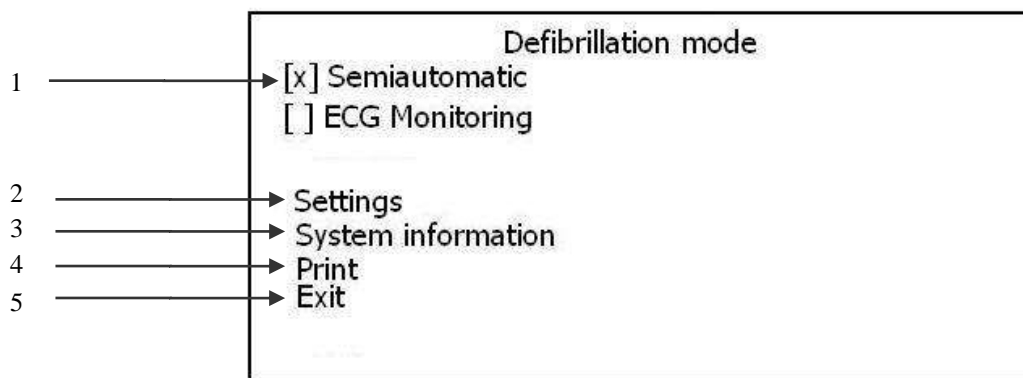 Defibrillation mode
1 [x] Semiautomatic
[ ] ECG Monitoring
2 Settings
3 System information
4 Print
5 Exit